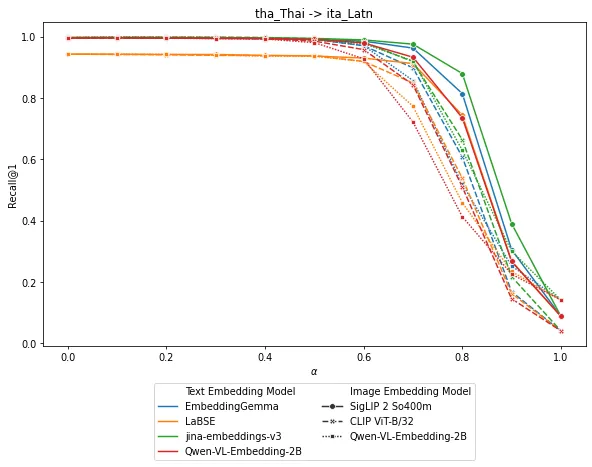 tha_Thai -> ita_Latn
Recall@1
1.0
0.8
0.6
0.4
0.2
0.0
0.0 0.2 0.4 0.6 0.8 1.0
α
Text Embedding Model
EmbeddingGemma
LaBSE
jina-embeddings-v3
Qwen-VL-Embedding-2B
Image Embedding Model
SigLIP 2 So400m
CLIP ViT-B/32
Qwen-VL-Embedding-2B